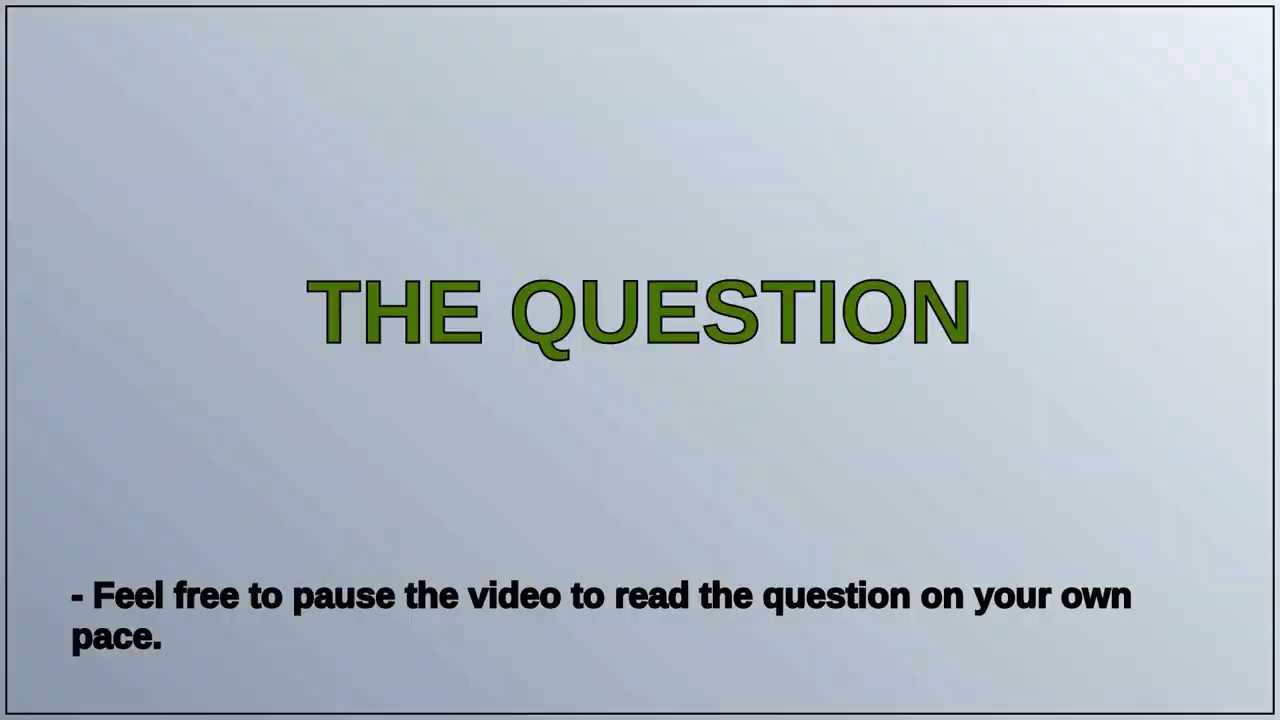 THE QUESTION
- Feel free to pause the video to read the question on your own
pace.